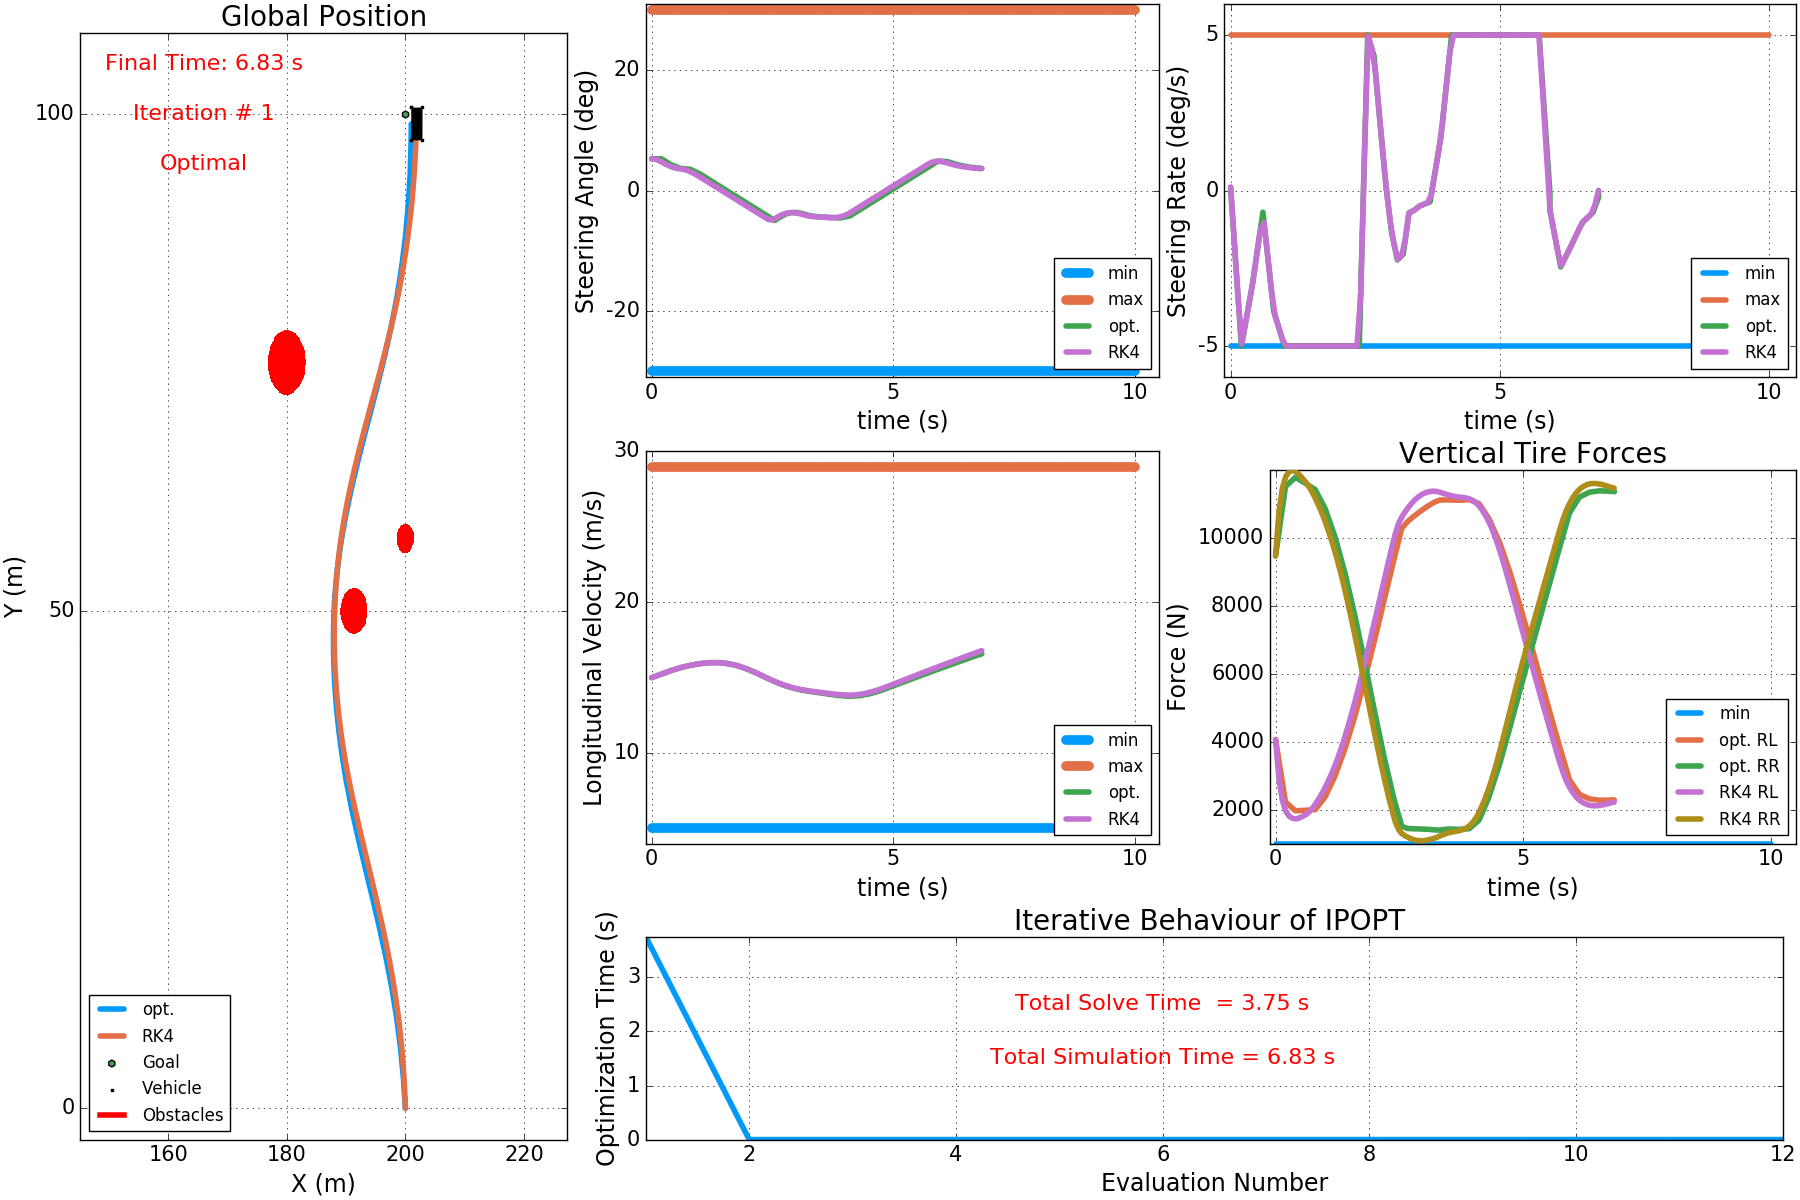 Global Position
Final Time: 6.83 s
Iteration # 1
Optimal
100
50
0
Y (m)
160
180
200
220
X (m)
opt.
RK4
Goal
Vehicle
Obstacles
Steering Angle (deg)
20
0
-20
0
5
10
time (s)
min
max
opt.
RK4
Steering Rate (deg/s)
5
0
-5
0
5
10
time (s)
min
max
opt.
RK4
Longitudinal Velocity (m/s)
30
20
10
0
5
10
time (s)
min
max
opt.
RK4
Vertical Tire Forces
Force (N)
10000
8000
6000
4000
2000
0
5
10
time (s)
min
opt. RL
opt. RR
RK4 RL
RK4 RR
Iterative Behaviour of IPOPT
Optimization Time (s)
3
2
1
0
Total Solve Time = 3.75 s
Total Simulation Time = 6.83 s
2
4
6
8
10
12
Evaluation Number